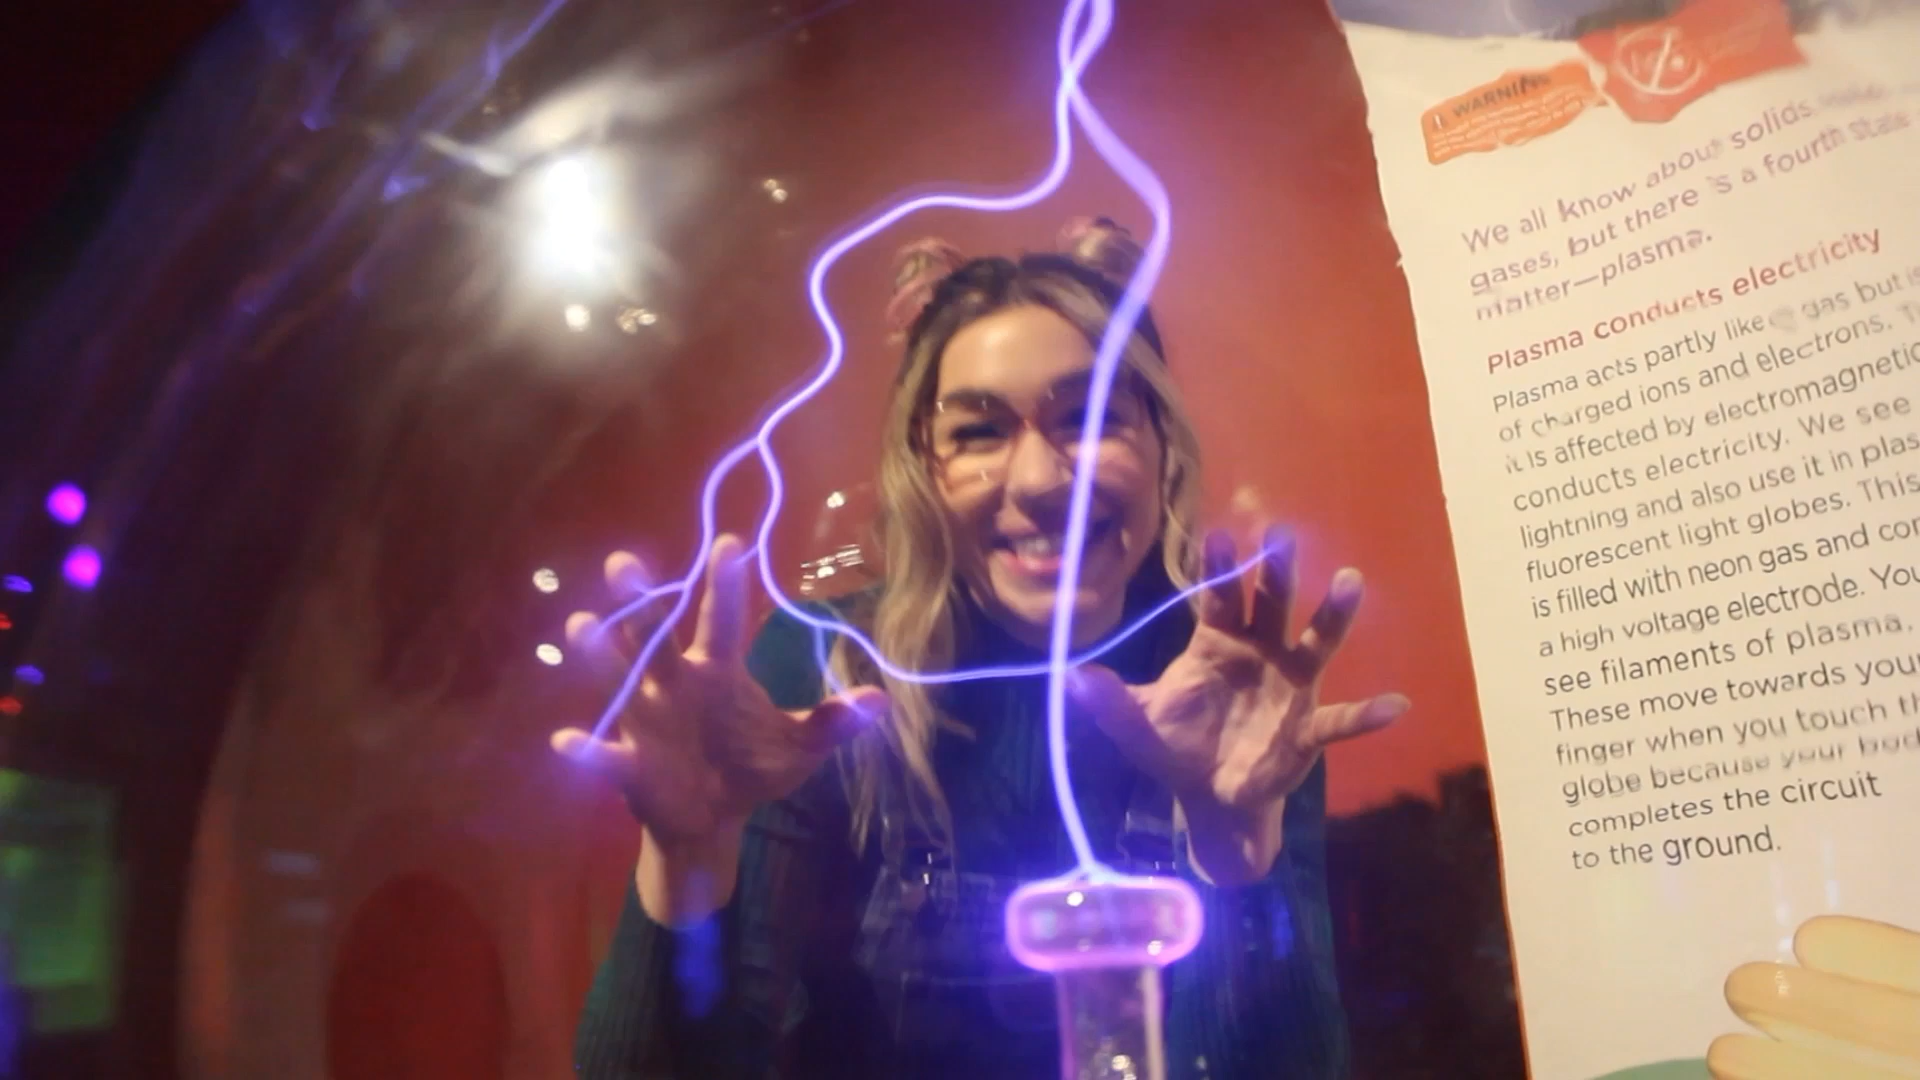 WARNING
We all know about solids
gases, but there 's a fourth state
matter—plasma.
Plasma conducts electricity
Plasma acts partly like gas but is
of charged ions and electrons.
it is affected by electromagnetic
conducts electricity. We see
lightning and also use it in plas
fluorescent light globes. This
is filled with neon gas and con
a high voltage electrode. You
see filaments of plasma.
These move towards your
finger when you touch th
globe because your bod
completes the circuit
to the ground.